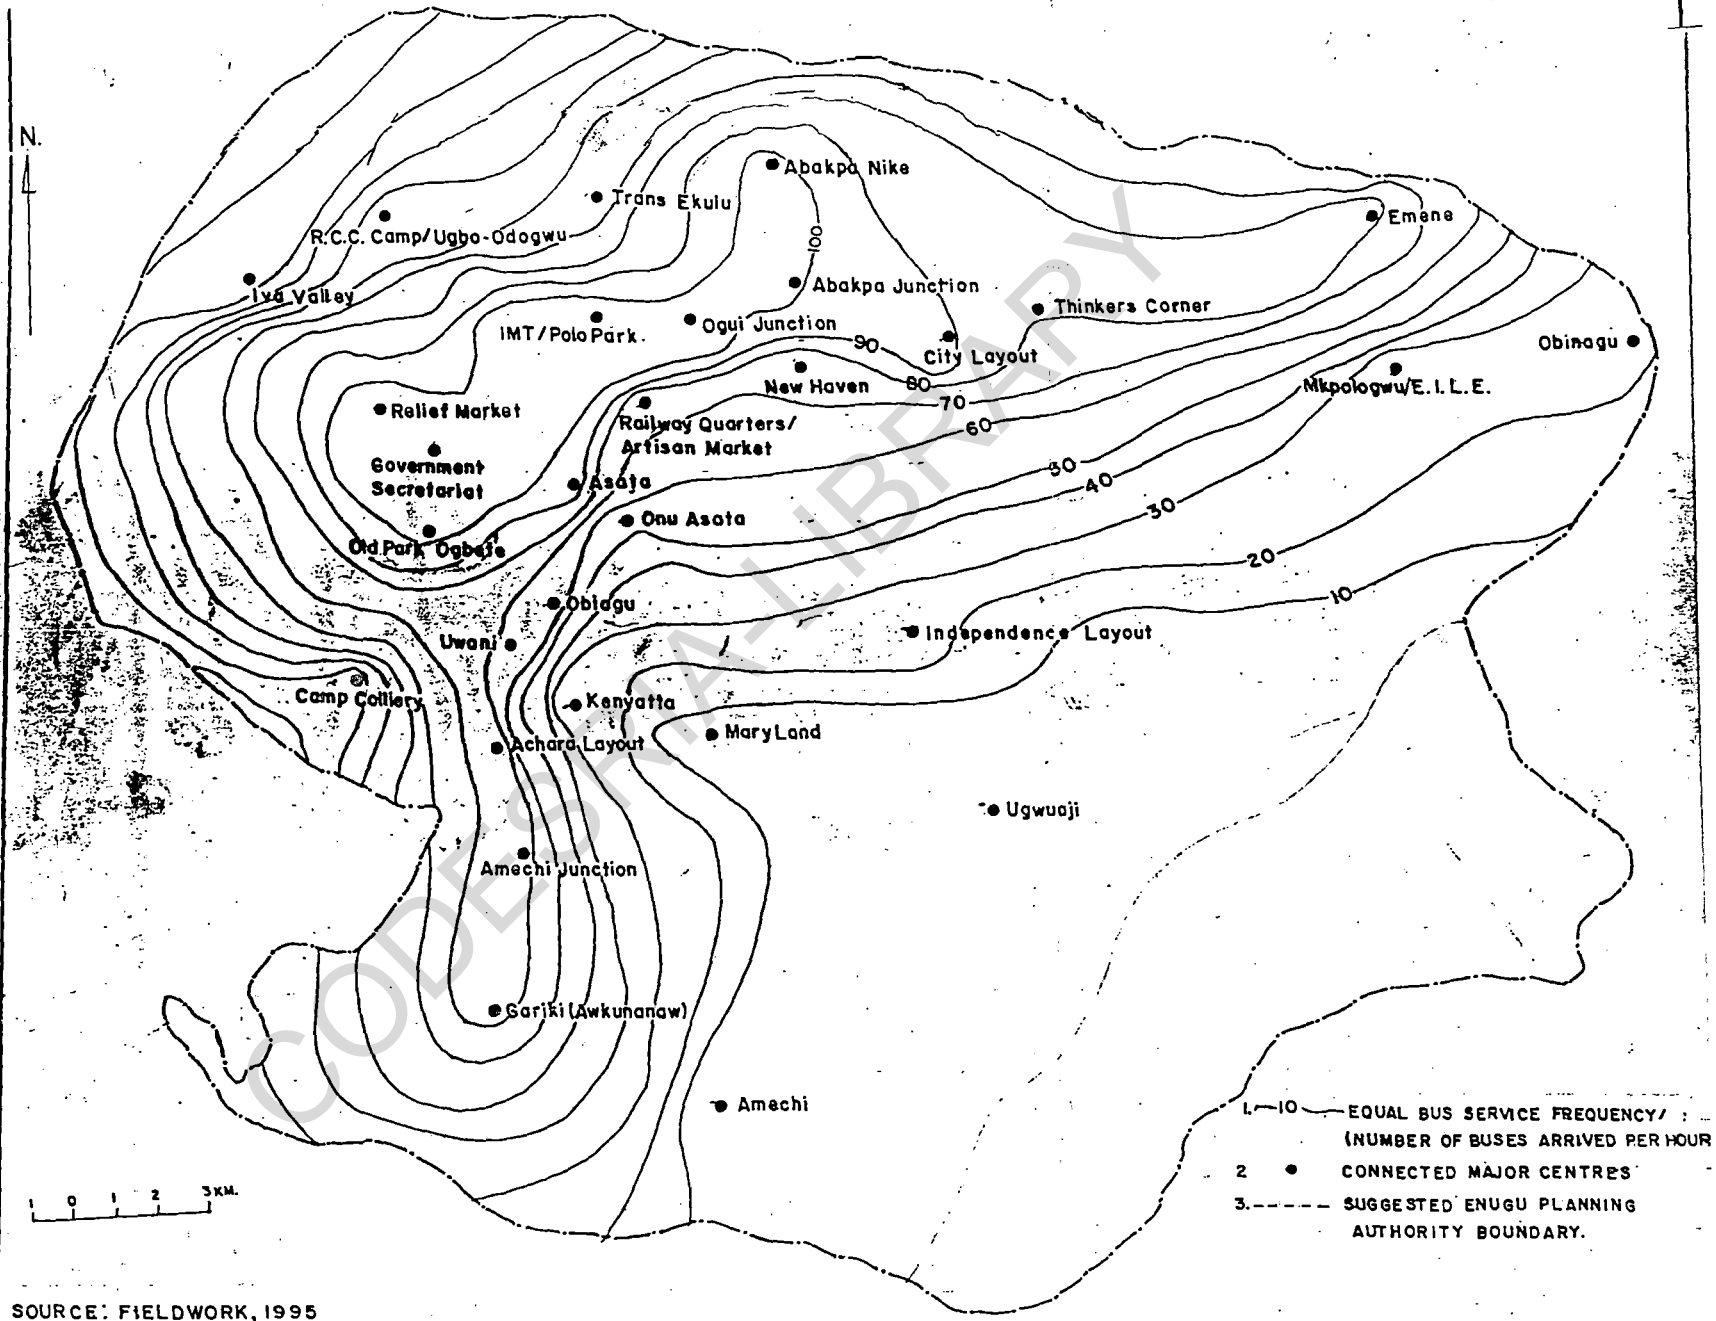 N.
Abakpa Nike
Trans Ekulu
Emene
R.C.C. Camp/Ugbo-Odogwu
100
Iva Valley
Abakpa Junction
Thinkers Corner
IMT/Polo Park.
Ogui Junction
90
City Layout
Obinagu
New Haven
80
Mkpologwu/E.I.L.E.
70
Relief Market
Railway Quarters/
Artisan Market
60
Government
Secretariat
50
40
Asata
30
Onu Asata
Old Park Ogbete
20
10
Obiagu
Uwani
Independence Layout
Camp Colliery
Kenyatta
Achara Layout
MaryLand
Ugwuaji
Amechi Junction
Gariki (Awkunanaw)
Amechi
1. 10 EQUAL BUS SERVICE FREQUENCY/
(NUMBER OF BUSES ARRIVED PER HOUR
2 CONNECTED MAJOR CENTRES
3. SUGGESTED ENUGU PLANNING
AUTHORITY BOUNDARY.
1 0 1 2 3 KM.
SOURCE: FIELDWORK, 1995
CODESRIA-LIBRARY